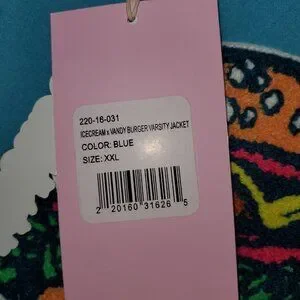 220-16-031
ICECREAM x VANDY BURGER VARSITY JACKET
COLOR: BLUE
SIZE: XXL
2 20160 31626 5